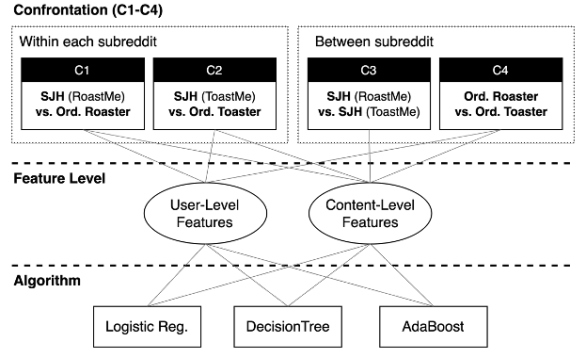 Confrontation (C1-C4)
Within each subreddit
Between subreddit
C1
C2
C3
C4
SJH (RoastMe)
vs. Ord. Roaster
SJH (ToastMe)
vs. Ord. Toaster
SJH (RoastMe)
vs. SJH (ToastMe)
Ord. Roaster
vs. Ord. Toaster
Feature Level
User-Level
Features
Content-Level
Features
Algorithm
Logistic Reg.
DecisionTree
AdaBoost